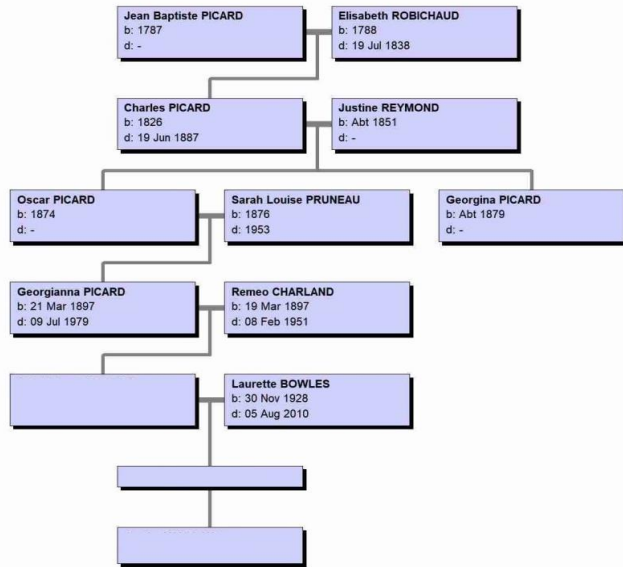 Jean Baptiste PICARD
b: 1787
d: -
Elisabeth ROBICHAUD
b: 1788
d: 19 Jul 1838
Charles PICARD
b: 1826
d: 19 Jun 1887
Justine REYMOND
b: Abt 1851
d: -
Oscar PICARD
b: 1874
d: -
Sarah Louise PRUNEAU
b: 1876
d: 1953
Georgina PICARD
b: Abt 1879
d: -
Georgianna PICARD
b: 21 Mar 1897
d: 09 Jul 1979
Remeo CHARLAND
b: 19 Mar 1897
d: 08 Feb 1951
Laurette BOWLES
b: 30 Nov 1928
d: 05 Aug 2010